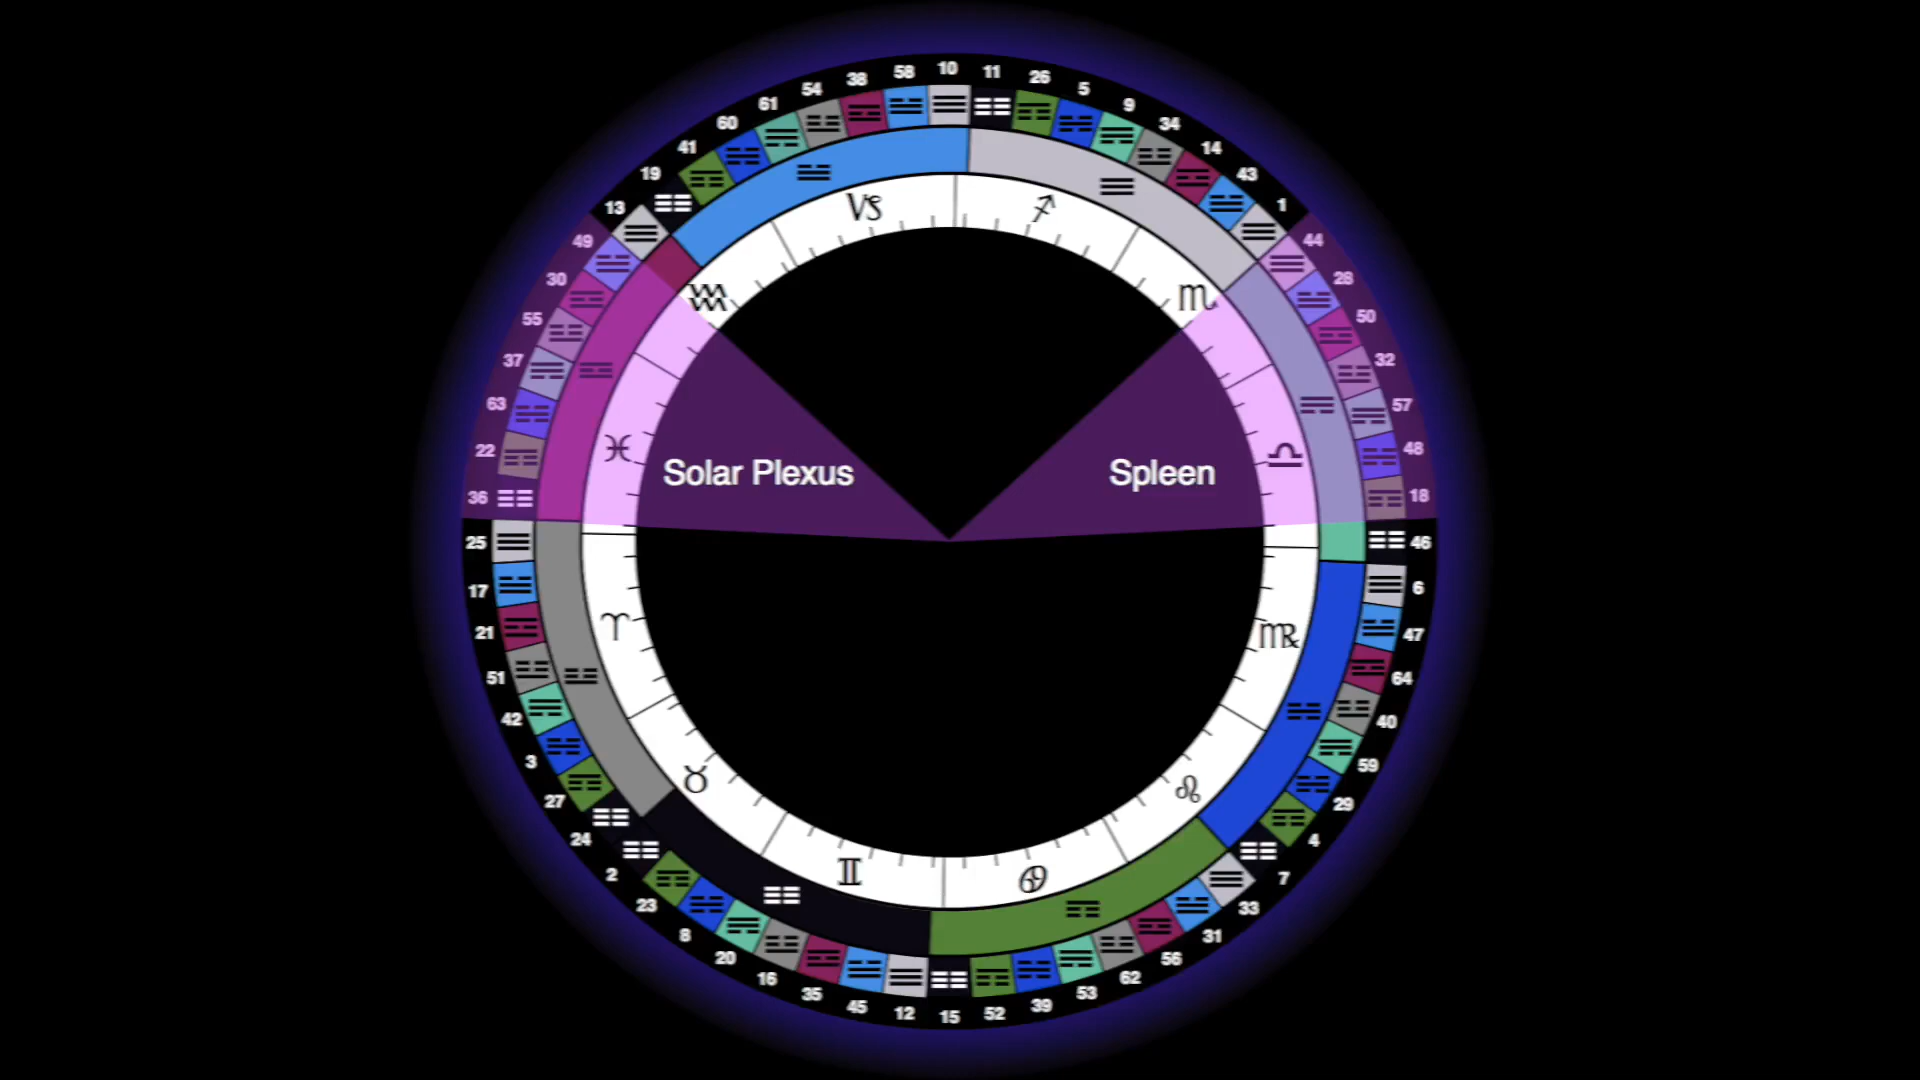 10 11 26 5 9 34 14 43 1
44 28 50 32 57 48 18 46
6 47 64 40 59 29 4 7
33 31 56 62 53 39 52 15
12 45 35 16 20 8 23 2
24 27 3 42 51 21 17 25
36 22 63 37 55 30 49 13
19 41 60 61 54 38 58
♑ ♐ ♏ ♎ ♍ ♌ ♋ ♊ ♉ ♈ ♓ ♒
Solar Plexus
Spleen